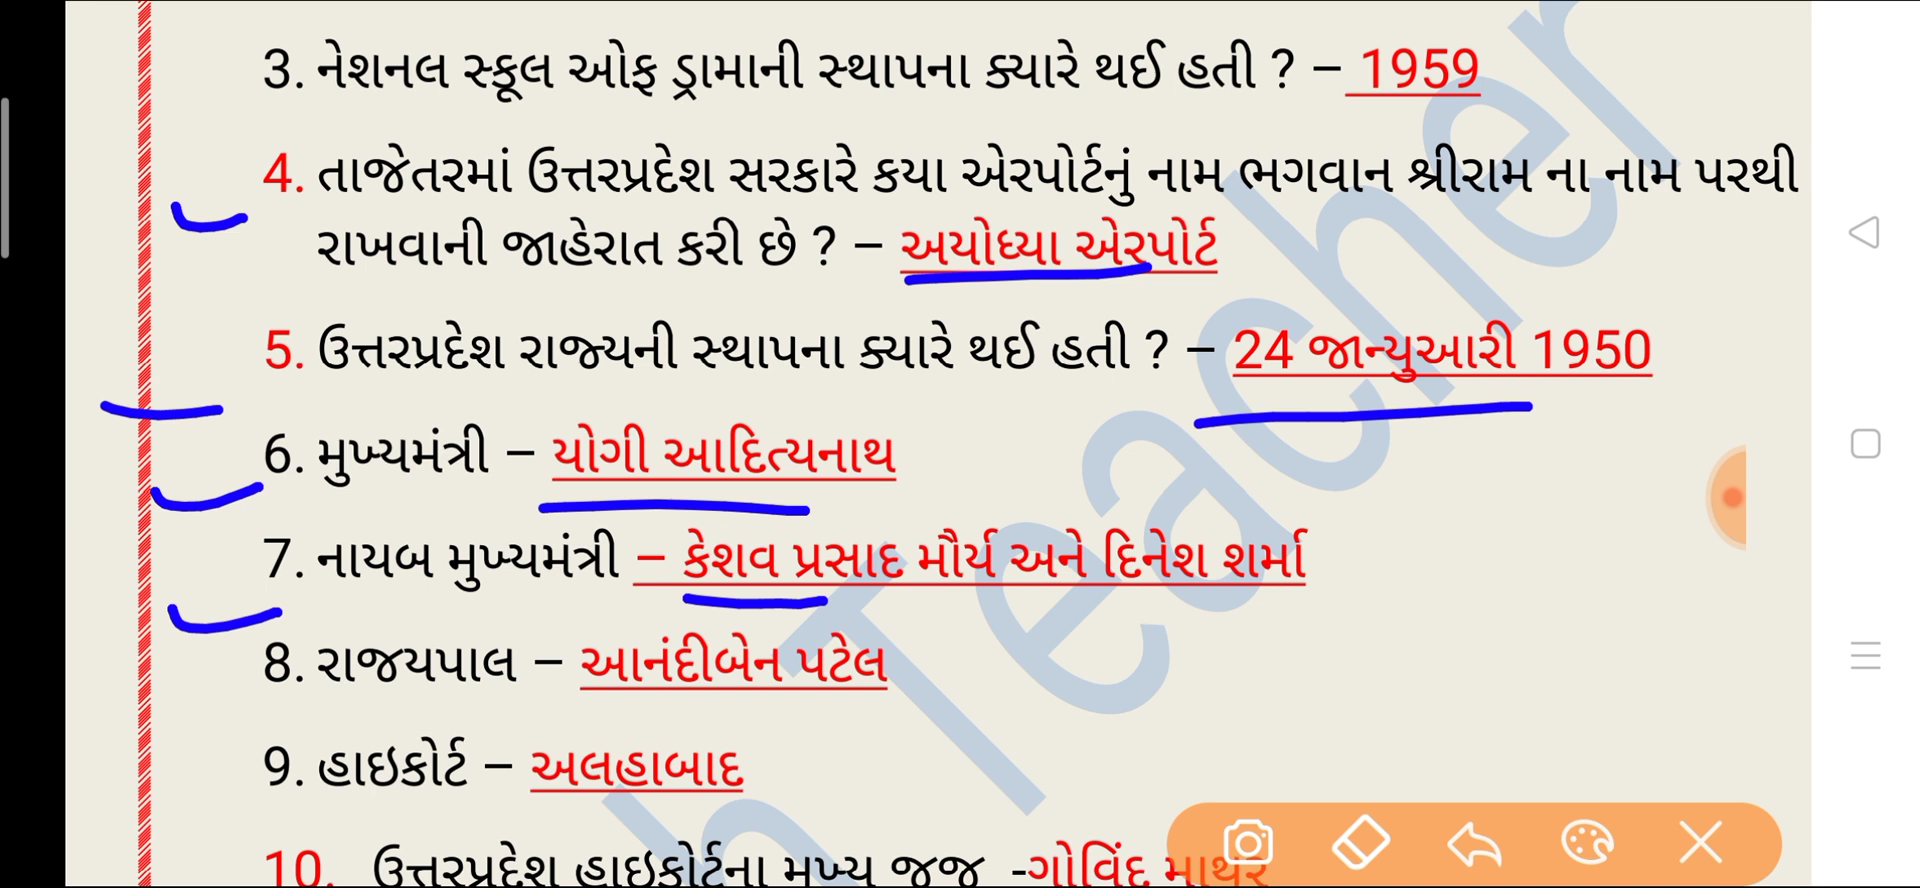 3. નેશનલ સ્કૂલ ઓફ ડ્રામાની સ્થાપના ક્યારે થઈ હતી ? – 1959
4. તાજેતરમાં ઉત્તરપ્રદેશ સરકારે કયા એરપોર્ટનું નામ ભગવાન શ્રીરામ ના નામ પરથી
રાખવાની જાહેરાત કરી છે ? – અયોધ્યા એરપોર્ટ
5. ઉત્તરપ્રદેશ રાજ્યની સ્થાપના ક્યારે થઈ હતી ? – 24 જાન્યુઆરી 1950
6. મુખ્યમંત્રી – યોગી આદિત્યનાથ
7. નાયબ મુખ્યમંત્રી – કેશવ પ્રસાદ મૌર્ય અને દિનેશ શર્મા
8. રાજયપાલ – આનંદીબેન પટેલ
9. હાઇકોર્ટ – અલહાબાદ
10. ઉત્તરપ્રદેશ હાઇકોર્ટના મુખ્ય જજ -ગોવિંદ માથુર
h Teacher